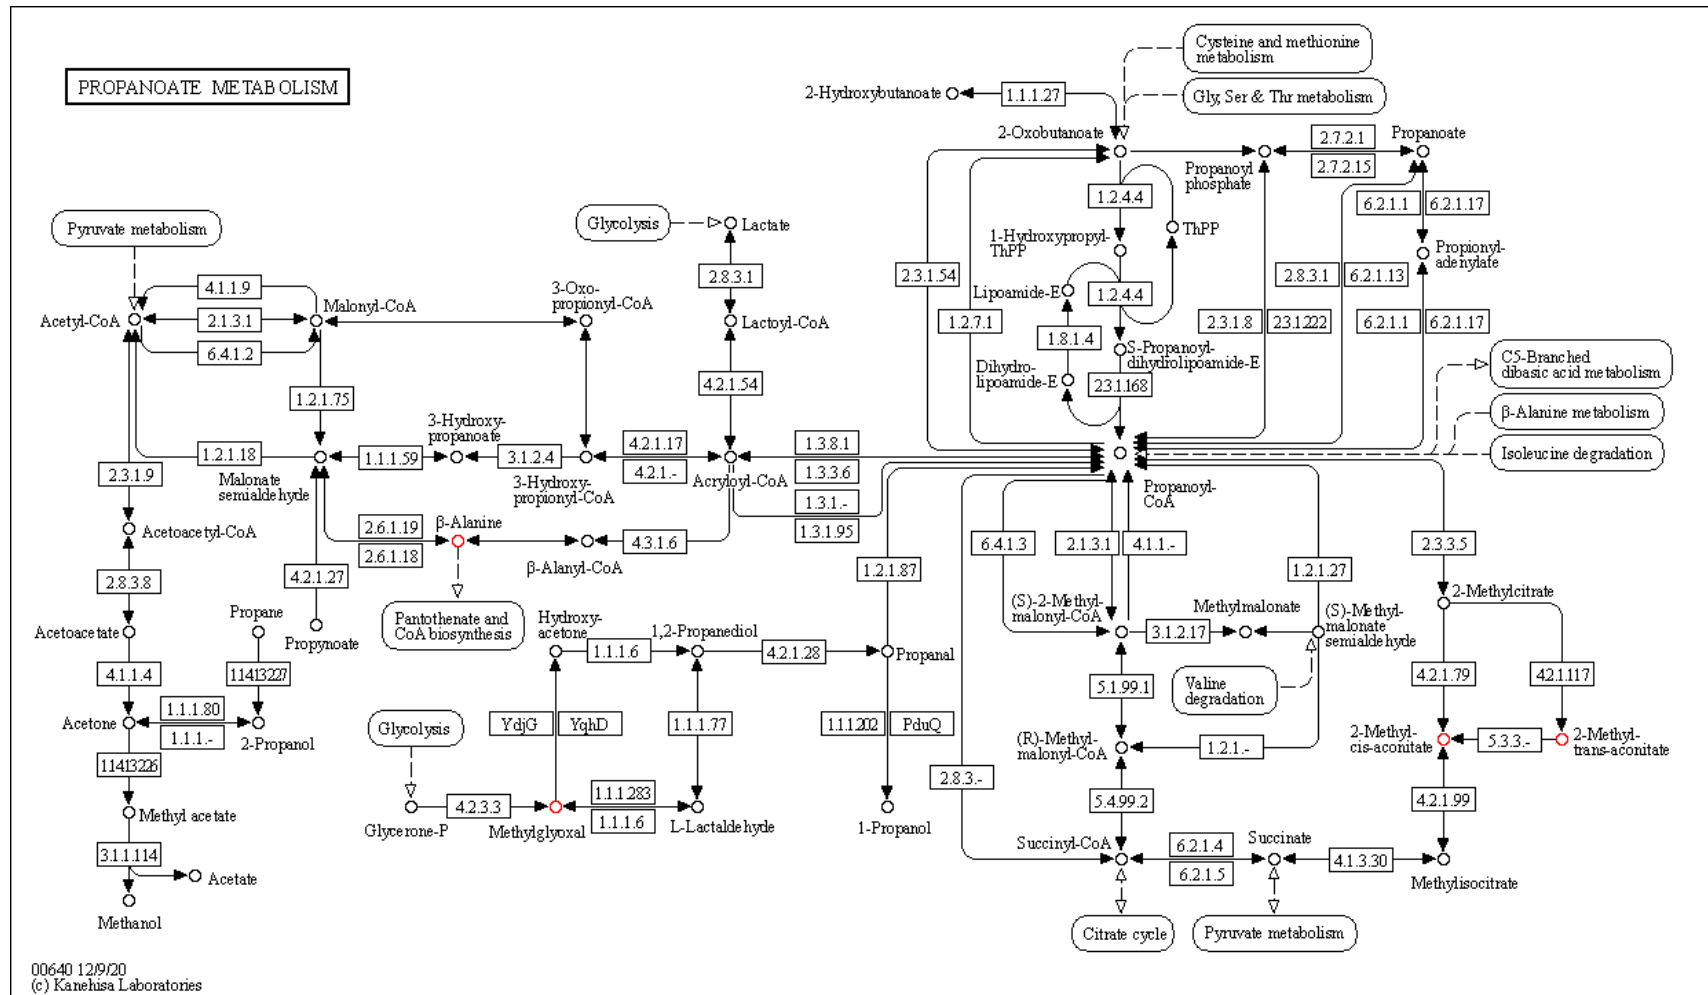 PROPANOATE METABOLISM
Cysteine and methionine
metabolism
2-Hydroxybutanoate
1.1.1.27
Gly, Ser & Thr metabolism
2-Oxobutanoate
2.7.2.1
Propanoate
Propanoyl
phosphate
2.7.2.15
1.2.4.4
6.2.1.1
6.2.1.17
Pyruvate metabolism
Glycolysis
Lactate
1-Hydroxypropyl-
ThPP
ThPP
Propionyl-
adenylate
2.3.1.54
2.8.3.1
2.8.3.1
6.2.1.13
4.1.1.9
3-Oxo-
propionyl-CoA
Lipoamide-E
1.2.4.4
Malonyl-CoA
Acetyl-CoA
2.1.3.1
Lactoyl-CoA
1.2.7.1
2.3.1.8
2.3.1.222
6.2.1.1
6.2.1.17
6.4.1.2
1.8.1.4
S-Propanoyl-
dihydrolipoamide-E
C5-Branched
dibasic acid metabolism
Dihydro-
lipoamide-E
4.2.1.54
2.3.1.168
1.2.1.75
β-Alanine metabolism
3-Hydroxy-
propanoate
4.2.1.17
1.3.8.1
1.2.1.18
1.1.1.59
3.1.2.4
Isoleucine degradation
2.3.1.9
Malonate
semialdehyde
3-Hydroxy-
propionyl-CoA
4.2.1.-
Acryloyl-CoA
1.3.3.6
Propanoyl-
CoA
1.3.1.-
Acetoacetyl-CoA
2.6.1.19
β-Alanine
1.3.1.95
2.6.1.18
4.3.1.6
6.4.1.3
2.1.3.1
4.1.1.-
2.3.3.5
β-Alanyl-CoA
2.8.3.8
4.2.1.27
1.2.1.87
1.2.1.27
Propane
Pantothenate and
CoA biosynthesis
Hydroxy-
acetone
(S)-2-Methyl-
malonyl-CoA
Methylmalonate
(S)-Methyl-
malonate
semialdehyde
2-Methylcitrate
Acetoacetate
Propynoate
1,2-Propanediol
3.1.2.17
1.1.1.6
4.2.1.28
Propanal
4.1.1.4
1.14.13.227
5.1.99.1
Valine
degradation
4.2.1.79
4.2.1.117
Acetone
1.1.1.80
1.1.1.-
2-Propanol
Glycolysis
YdjG
YqhD
1.1.1.77
1.1.1.202
PduQ
(R)-Methyl-
malonyl-CoA
1.2.1.-
2-Methyl-
cis-aconitate
5.3.3.-
2-Methyl-
trans-aconitate
1.14.13.226
2.8.3.-
1.1.1.283
4.2.3.3
5.4.99.2
4.2.1.99
Methyl acetate
Glycerone-P
Methylglyoxal
1.1.1.6
L-Lactaldehyde
1-Propanol
3.1.1.114
Succinyl-CoA
6.2.1.4
Succinate
4.1.3.30
Acetate
6.2.1.5
Methylisocitrate
Methanol
Citrate cycle
Pyruvate metabolism
00640 12/9/20
(c) Kanehisa Laboratories